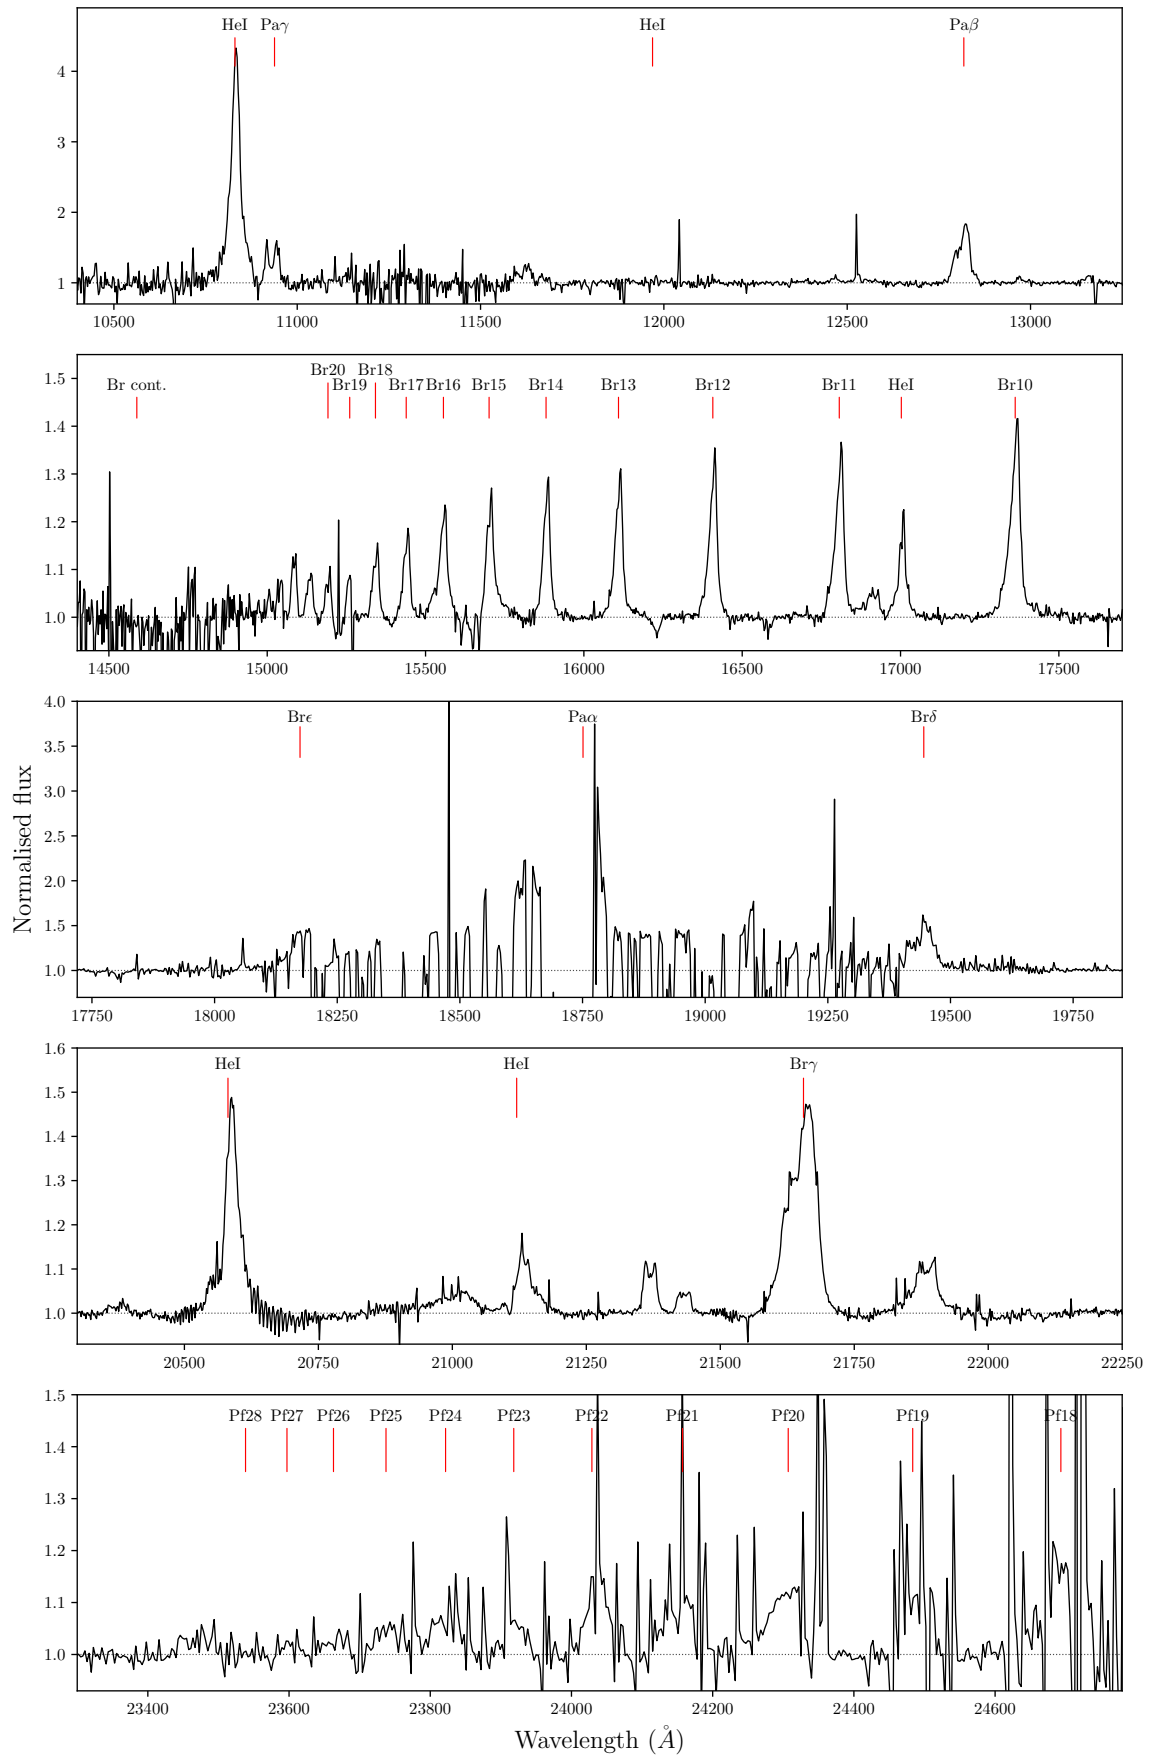 HeI Paγ HeI Paβ
4
3
2
1
10500 11000 11500 12000 12500 13000
Br20 Br18
Br cont. Br19 Br17 Br16 Br15 Br14 Br13 Br12 Br11 HeI Br10
1.5
1.4
1.3
1.2
1.1
1.0
14500 15000 15500 16000 16500 17000 17500
Brϵ Paα Brδ
4.0
3.5
3.0
2.5
2.0
1.5
1.0
17750 18000 18250 18500 18750 19000 19250 19500 19750
Normalised flux
HeI HeI Brγ
1.6
1.5
1.4
1.3
1.2
1.1
1.0
20500 20750 21000 21250 21500 21750 22000 22250
Pf28 Pf27 Pf26 Pf25 Pf24 Pf23 Pf22 Pf21 Pf20 Pf19 Pf18
1.5
1.4
1.3
1.2
1.1
1.0
23400 23600 23800 24000 24200 24400 24600
Wavelength (Å)